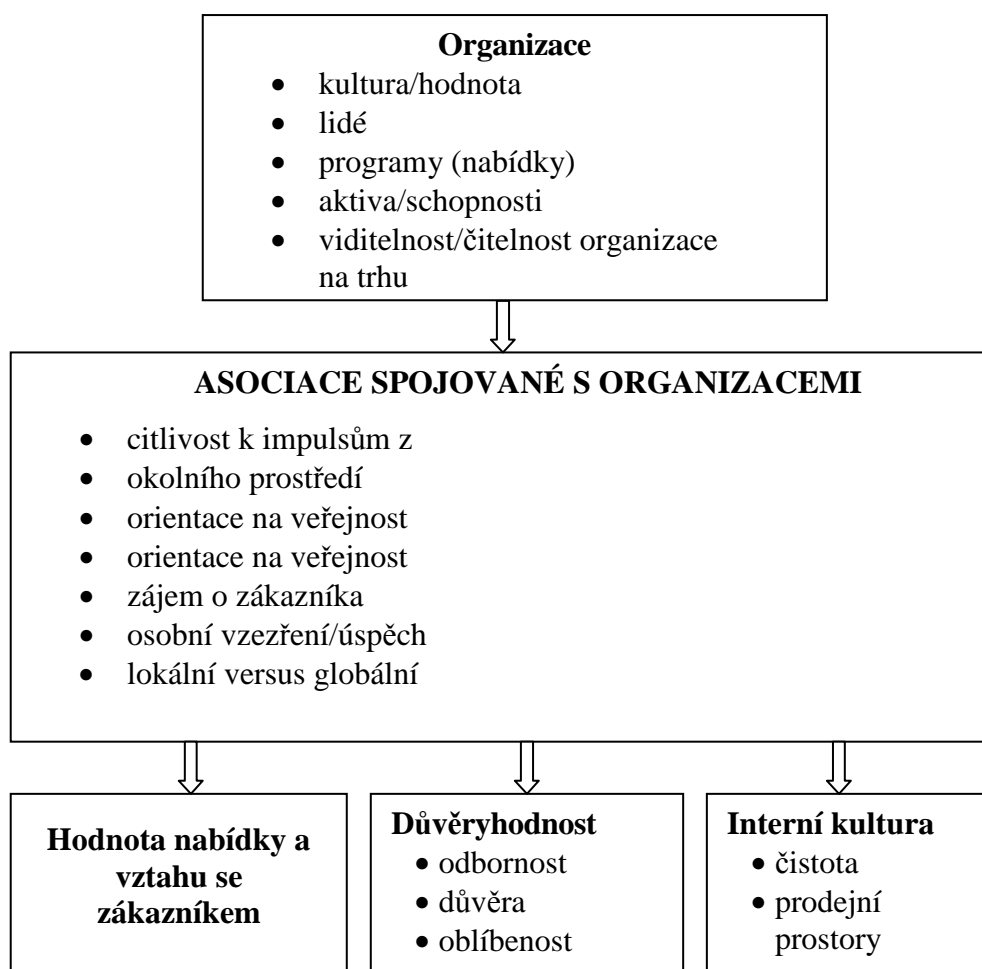 Organizace
• kultura/hodnota
• lidé
• programy (nabídky)
• aktiva/schopnosti
• viditelnost/čitelnost organizace
na trhu
ASOCIACE SPOJOVANÉ S ORGANIZACEMI
• citlivost k impulsům z
• okolního prostředí
• orientace na veřejnost
• orientace na veřejnost
• zájem o zákazníka
• osobní vzezření/úspěch
• lokální versus globální
Hodnota nabídky a
vztahu se
zákazníkem
Důvěryhodnost
• odbornost
• důvěra
• oblíbenost
Interní kultura
• čistota
• prodejní
prostory